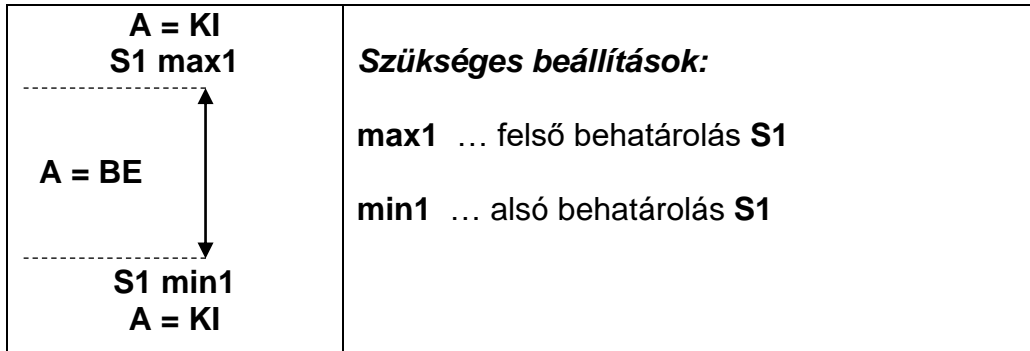 A = KI
S1 max1
A = BE
S1 min1
A = KI
Szükséges beállítások:
max1 … felső behatárolás S1
min1 … alsó behatárolás S1